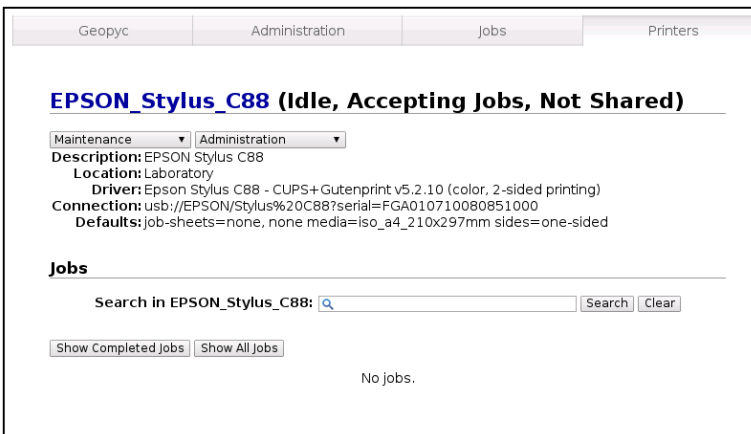 Geopyc Administration Jobs Printers
EPSON_Stylus_C88 (Idle, Accepting Jobs, Not Shared)
Maintenance Administration
Description: EPSON Stylus C88
Location: Laboratory
Driver: Epson Stylus C88 - CUPS+Gutenprint v5.2.10 (color, 2-sided printing)
Connection: usb://EPSON/Stylus%20C88?serial=FGA010710080851000
Defaults: job-sheets=none, none media=iso_a4_210x297mm sides=one-sided
Jobs
Search in EPSON_Stylus_C88: Search Clear
Show Completed Jobs Show All Jobs
No jobs.